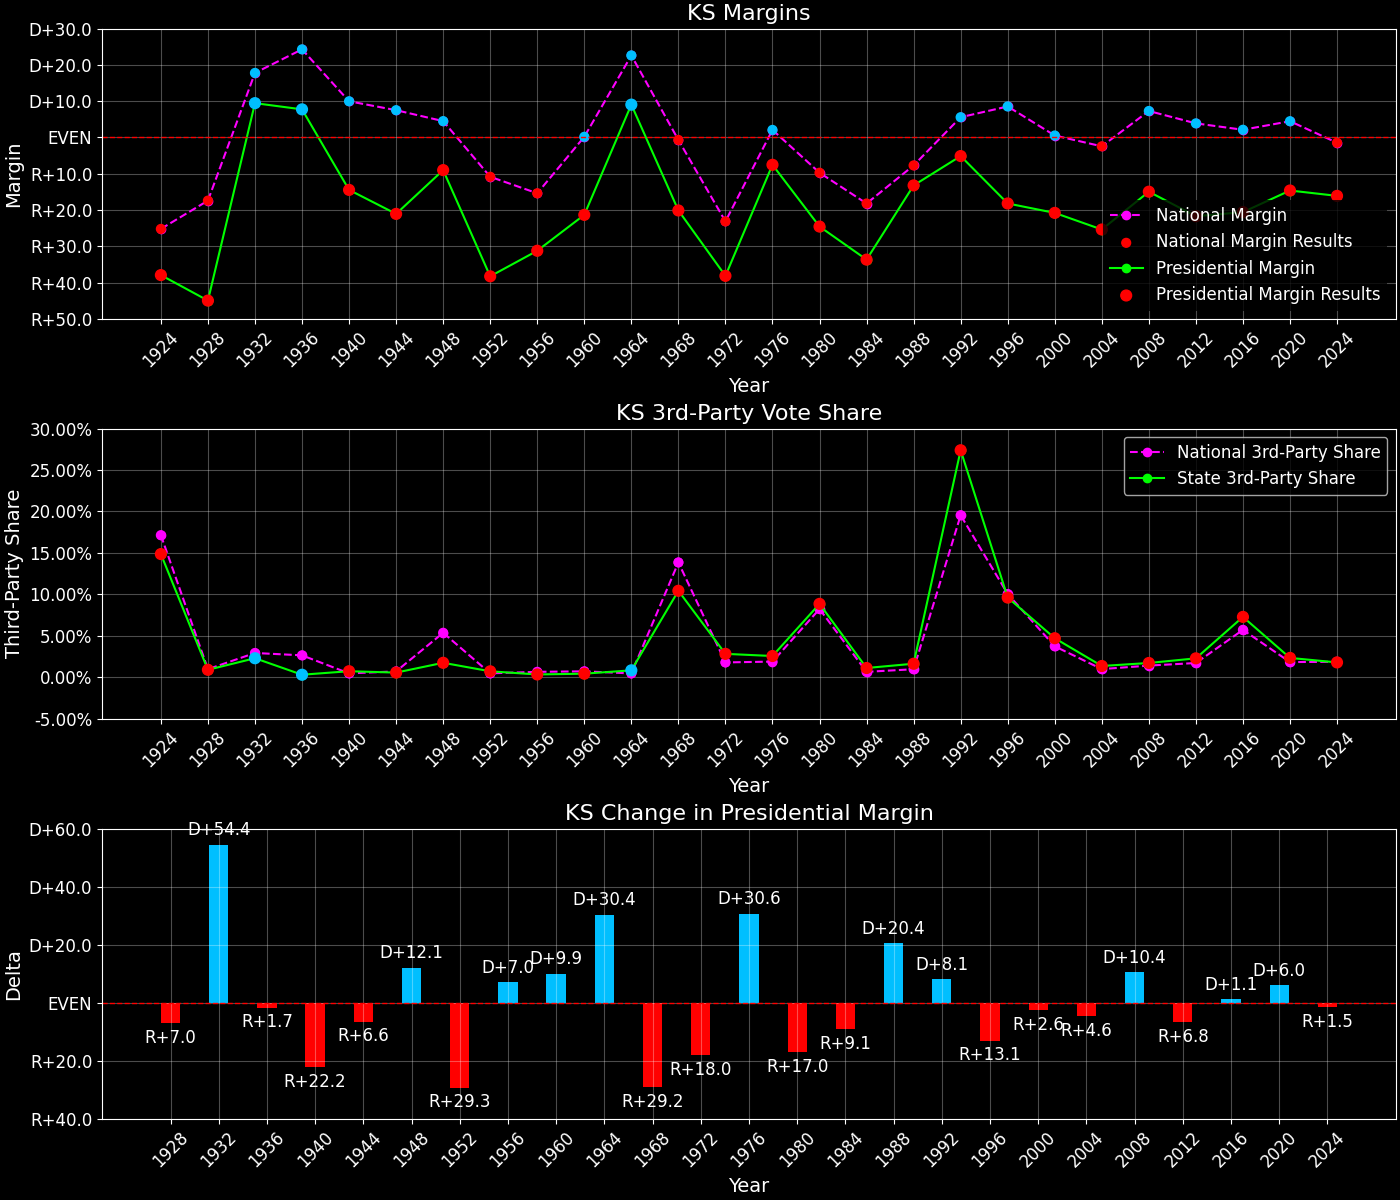 KS Margins
D+30.0
D+20.0
D+10.0
EVEN
R+10.0
R+20.0
R+30.0
R+40.0
R+50.0
Margin
National Margin
National Margin Results
Presidential Margin
Presidential Margin Results
1924 1928 1932 1936 1940 1944 1948 1952 1956 1960 1964 1968 1972 1976 1980 1984 1988 1992 1996 2000 2004 2008 2012 2016 2020 2024
Year
KS 3rd-Party Vote Share
30.00%
25.00%
20.00%
15.00%
10.00%
5.00%
0.00%
-5.00%
Third-Party Share
National 3rd-Party Share
State 3rd-Party Share
1924 1928 1932 1936 1940 1944 1948 1952 1956 1960 1964 1968 1972 1976 1980 1984 1988 1992 1996 2000 2004 2008 2012 2016 2020 2024
Year
KS Change in Presidential Margin
D+60.0
D+40.0
D+20.0
EVEN
R+20.0
R+40.0
Delta
R+7.0
D+54.4
R+1.7
R+22.2
R+6.6
D+12.1
R+29.3
D+7.0
D+9.9
D+30.4
R+29.2
R+18.0
D+30.6
R+17.0
R+9.1
D+20.4
D+8.1
R+13.1
R+2.6
R+4.6
D+10.4
R+6.8
D+1.1
D+6.0
R+1.5
1928 1932 1936 1940 1944 1948 1952 1956 1960 1964 1968 1972 1976 1980 1984 1988 1992 1996 2000 2004 2008 2012 2016 2020 2024
Year